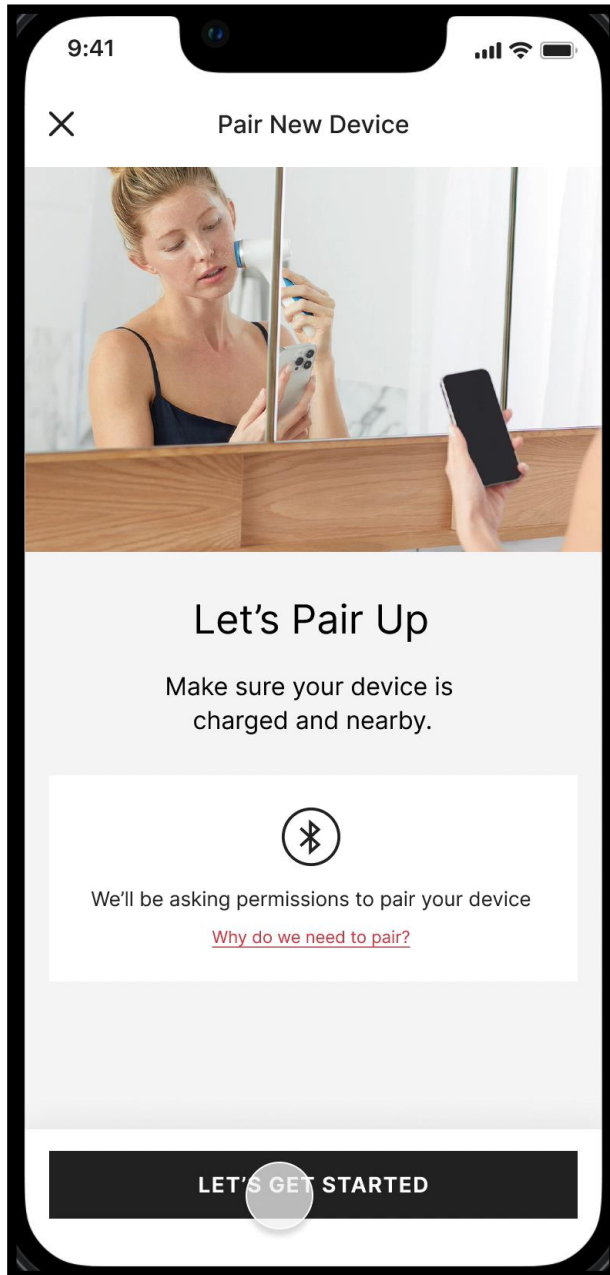 9:41
Pair New Device
Let’s Pair Up
Make sure your device is
charged and nearby.
We’ll be asking permissions to pair your device
Why do we need to pair?
LET’S GET STARTED